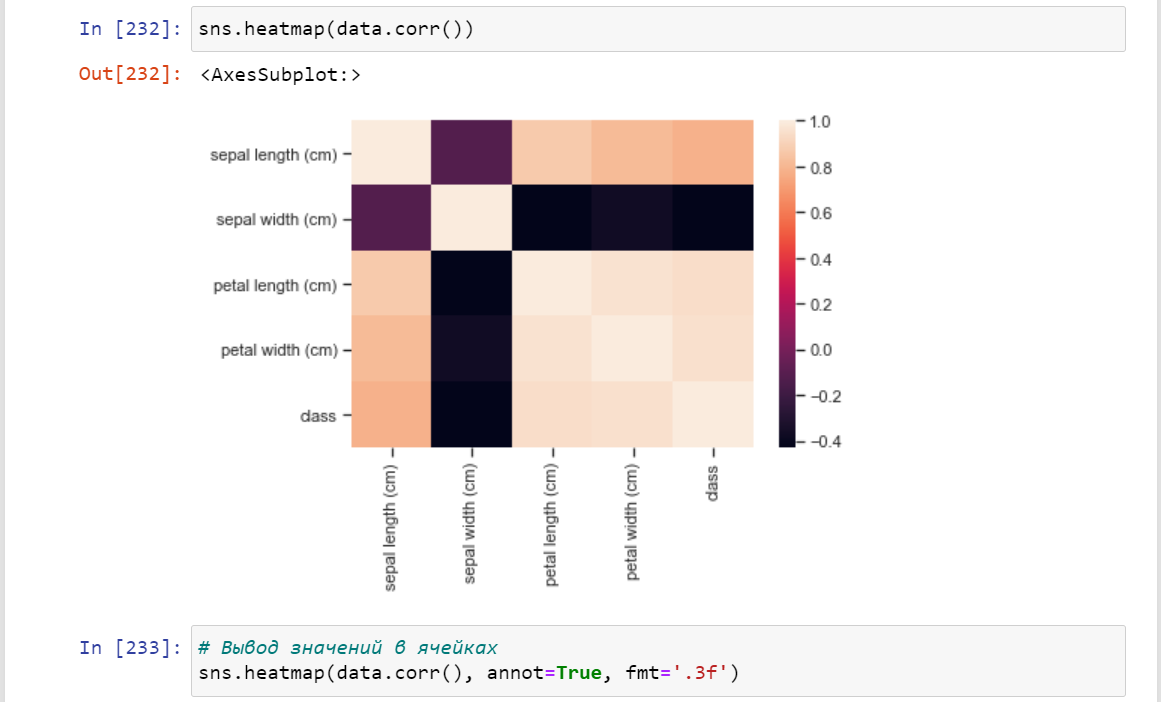 In [232]: sns.heatmap(data.corr())
Out[232]: <AxesSubplot:>
sepal length (cm)
sepal width (cm)
petal length (cm)
petal width (cm)
class
1.0
0.8
0.6
0.4
0.2
0.0
−0.2
−0.4
sepal length (cm)
sepal width (cm)
petal length (cm)
petal width (cm)
class
In [233]: # Вывод значений в ячейках
sns.heatmap(data.corr(), annot=True, fmt='.3f')